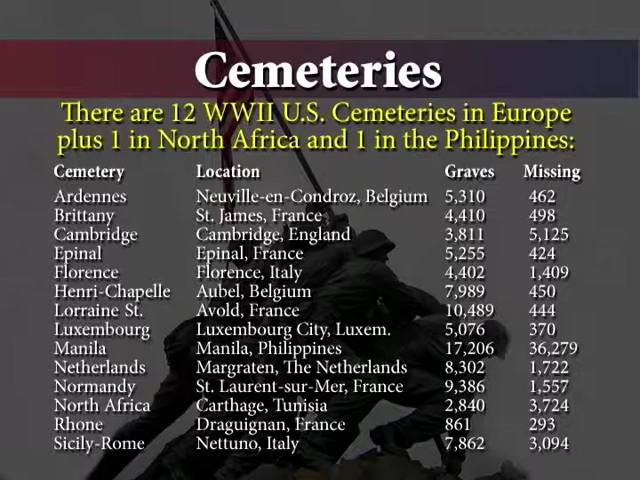 Cemeteries
There are 12 WWII U.S. Cemeteries in Europe
plus 1 in North Africa and 1 in the Philippines:
Cemetery Location Graves Missing
Ardennes Neuville-en-Condroz, Belgium 5,310 462
Brittany St. James, France 4,410 498
Cambridge Cambridge, England 3,811 5,125
Epinal Epinal, France 5,255 424
Florence Florence, Italy 4,402 1,409
Henri-Chapelle Aubel, Belgium 7,989 450
Lorraine St. Avold, France 10,489 444
Luxembourg Luxembourg City, Luxem. 5,076 370
Manila Manila, Philippines 17,206 36,279
Netherlands Margraten, The Netherlands 8,302 1,722
Normandy St. Laurent-sur-Mer, France 9,386 1,557
North Africa Carthage, Tunisia 2,840 3,724
Rhone Draguignan, France 861 293
Sicily-Rome Nettuno, Italy 7,862 3,094